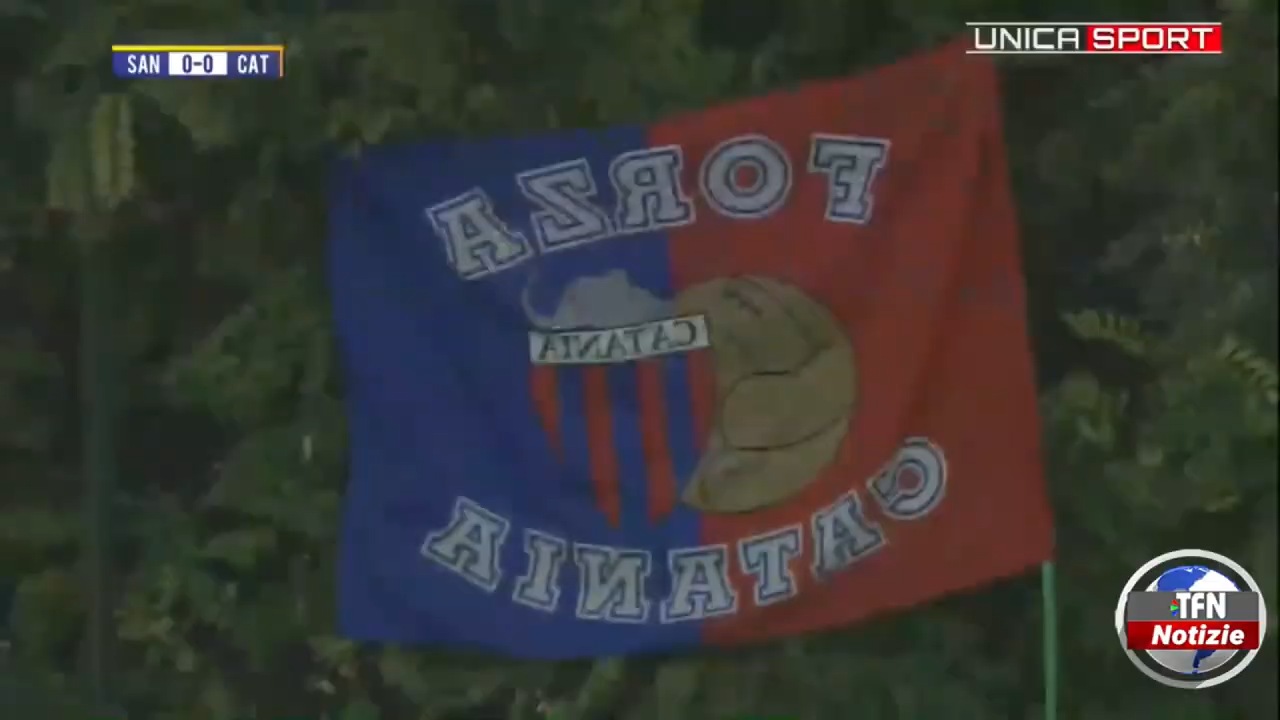 SAN 0-0 CAT
UNICA SPORT
FORZA
CATANIA
CATANIA
TFN
Notizie